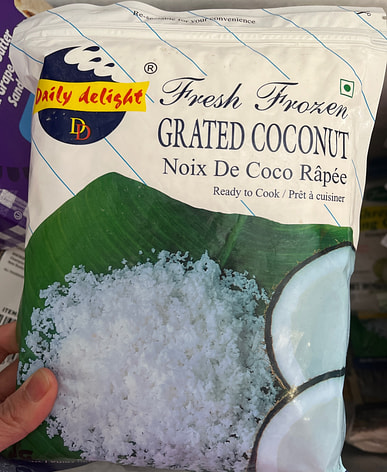 Re-sealable for your convenience
Daily delight
®
DD
Fresh Frozen
GRATED COCONUT
Noix De Coco Râpée
Ready to Cook / Prêt à cuisiner